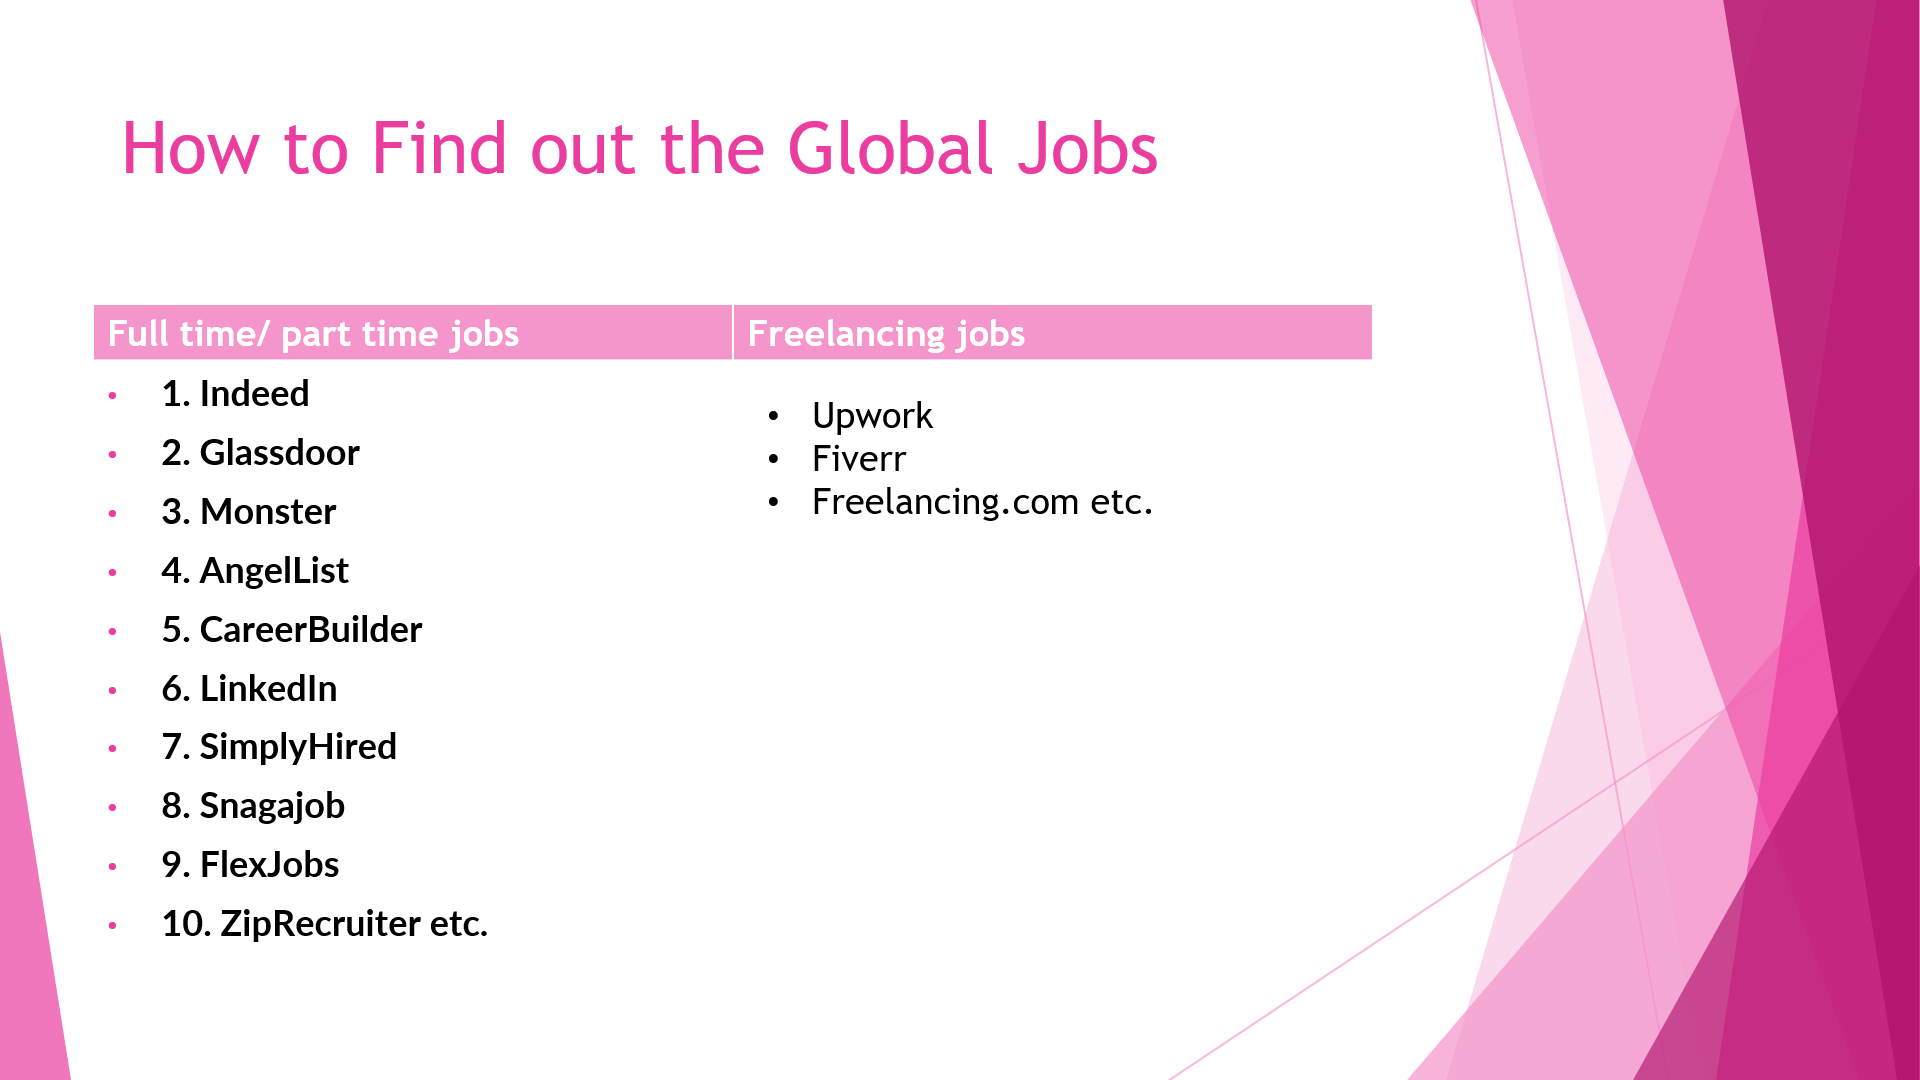 How to Find out the Global Jobs
Full time/ part time jobs
• 1. Indeed
• 2. Glassdoor
• 3. Monster
• 4. AngelList
• 5. CareerBuilder
• 6. LinkedIn
• 7. SimplyHired
• 8. Snagajob
• 9. FlexJobs
• 10. ZipRecruiter etc.
Freelancing jobs
• Upwork
• Fiverr
• Freelancing.com etc.